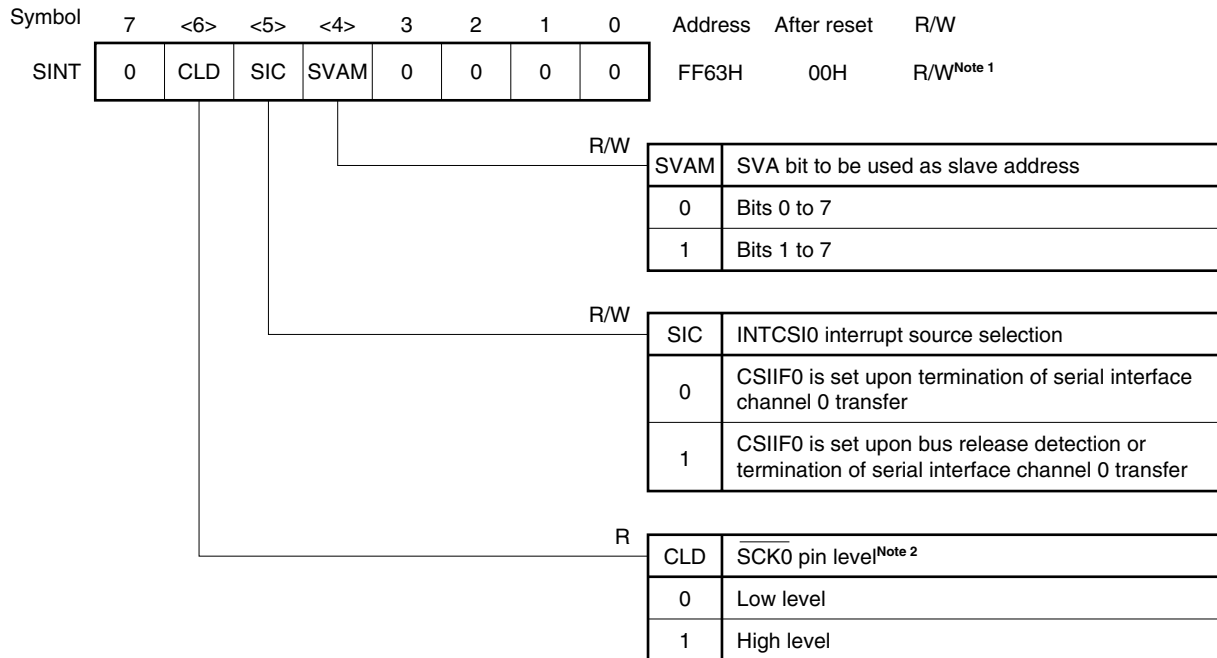 Symbol 7 <6> <5> <4> 3 2 1 0 Address After reset R/W
SINT 0 CLD SIC SVAM 0 0 0 0 FF63H 00H R/W Note 1
R/W
SVAM SVA bit to be used as slave address
0 Bits 0 to 7
1 Bits 1 to 7
R/W
SIC INTCSI0 interrupt source selection
0 CSIIF0 is set upon termination of serial interface
channel 0 transfer
1 CSIIF0 is set upon bus release detection or
termination of serial interface channel 0 transfer
R
CLD SCK0 pin level Note 2
0 Low level
1 High level